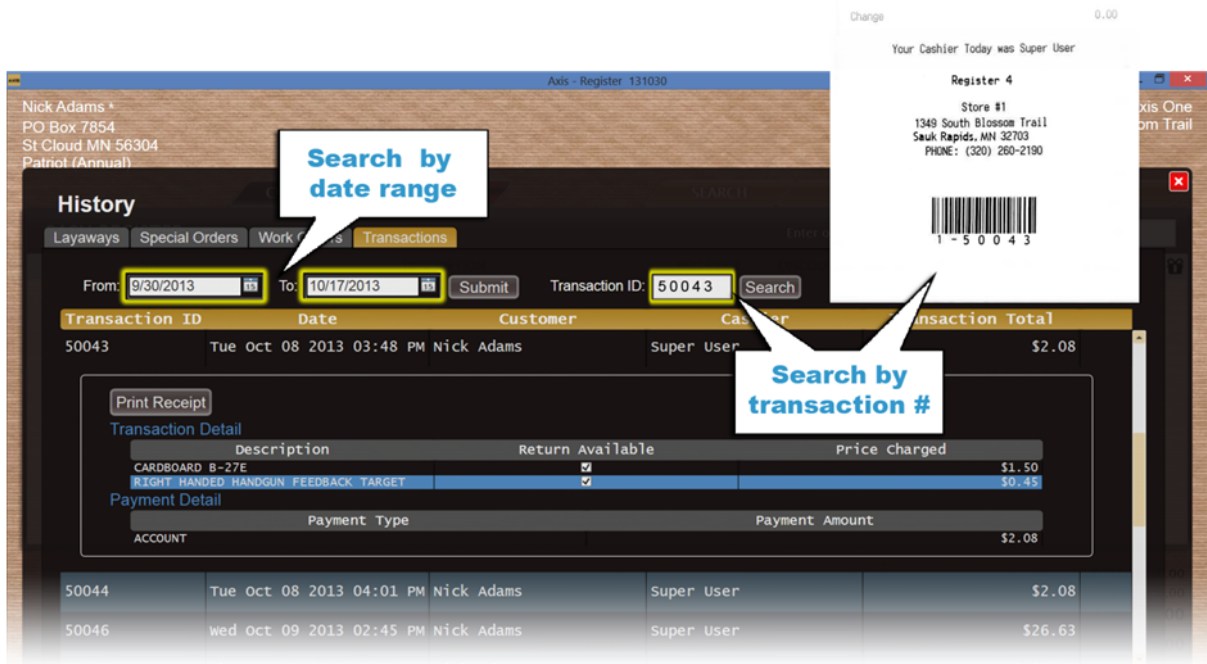 Change 0.00
Your Cashier Today was Super User
Register 4
Store #1
1349 South Blossom Trail
Sauk Rapids, MN 32703
PHONE: (320) 260-2190
1-50043
AXIS
Axis - Register 131030
Nick Adams *
PO Box 7854
St Cloud MN 56304
Patriot (Annual)
xis One
om Trail
Search by
date range
SEARCH
History
Layaways Special Orders Work Transactions
From: 9/30/2013 To: 10/17/2013 Submit Transaction ID: 50043 Search
Transaction ID Date Customer Cas er nsaction Total
50043 Tue Oct 08 2013 03:48 PM Nick Adams Super User $2.08
Search by
transaction #
Print Receipt
Transaction Detail
Description Return Available Price Charged
CARDBOARD B-27E $1.50
RIGHT HANDED HANDGUN FEEDBACK TARGET $0.45
Payment Detail
Payment Type Payment Amount
ACCOUNT $2.08
50044 Tue Oct 08 2013 04:01 PM Nick Adams Super User $2.08
50046 Wed Oct 09 2013 02:45 PM Nick Adams Super User $26.63